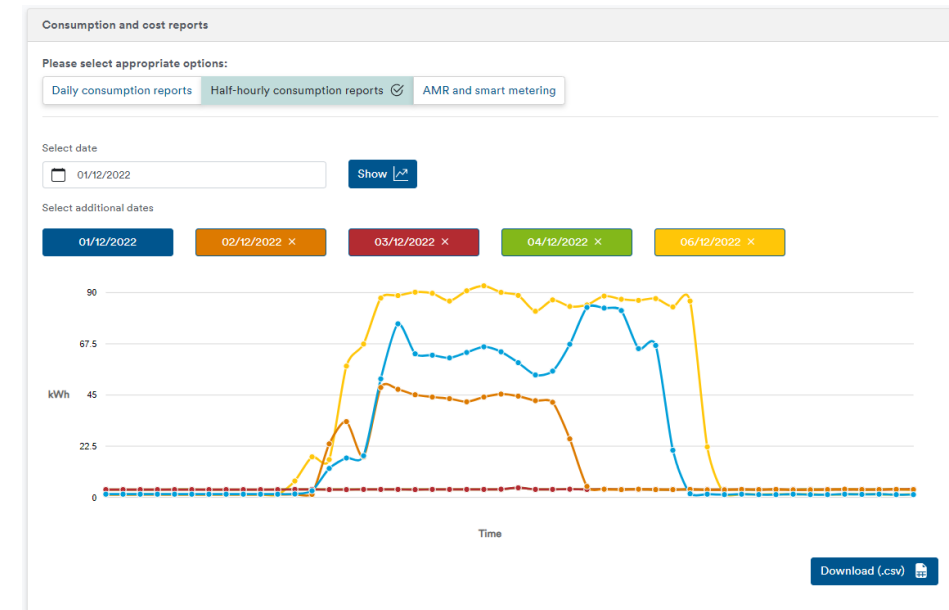 Consumption and cost reports
Please select appropriate options:
Daily consumption reports Half-hourly consumption reports AMR and smart metering
Select date
01/12/2022 Show
Select additional dates
01/12/2022 02/12/2022 × 03/12/2022 × 04/12/2022 × 06/12/2022 ×
90
67.5
kWh 45
22.5
0
Time
Download (.csv)